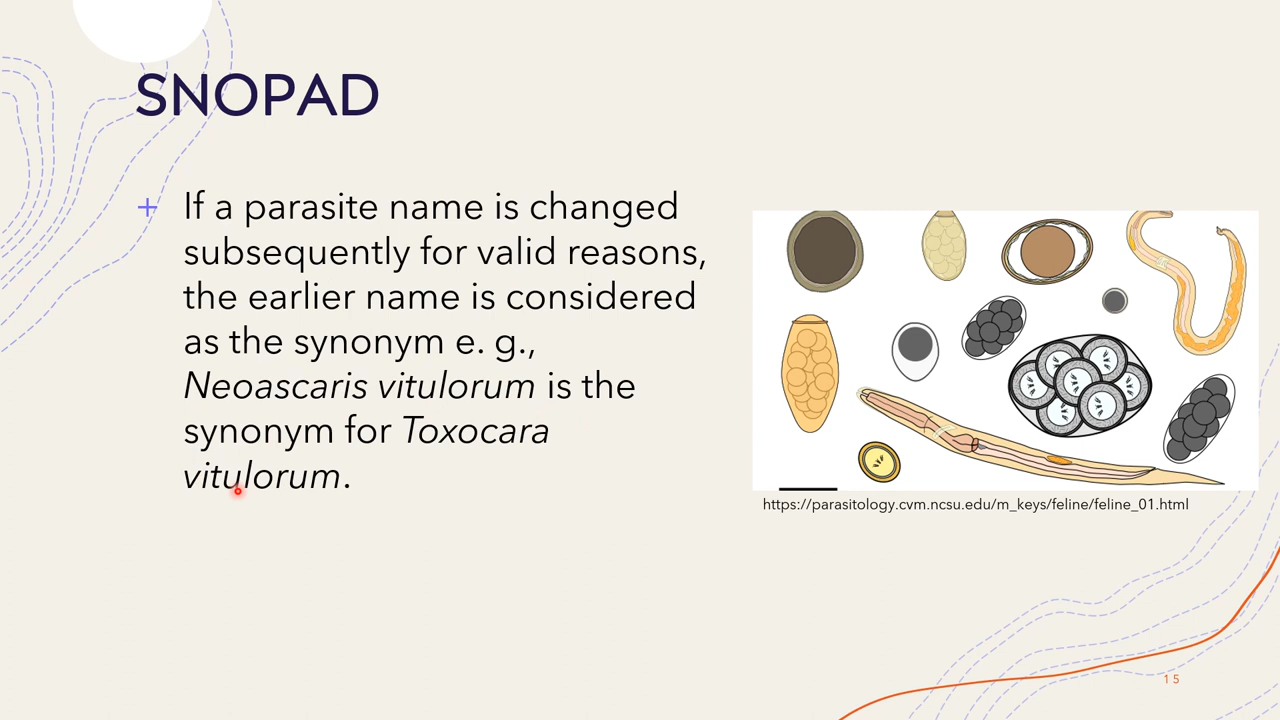 SNOPAD
+ If a parasite name is changed
subsequently for valid reasons,
the earlier name is considered
as the synonym e. g.,
Neoascaris vitulorum is the
synonym for Toxocara
vitulorum.
https://parasitology.cvm.ncsu.edu/m_keys/feline/feline_01.html
15